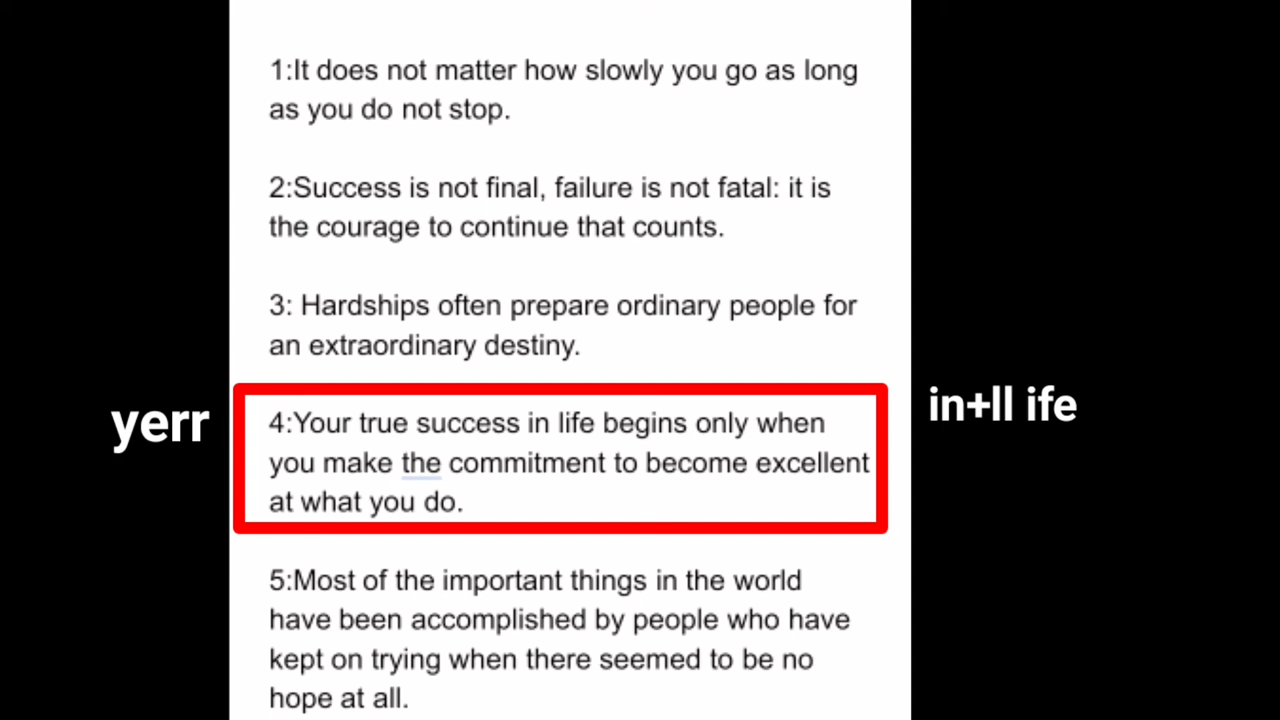 1:It does not matter how slowly you go as long
as you do not stop.
2:Success is not final, failure is not fatal: it is
the courage to continue that counts.
3: Hardships often prepare ordinary people for
an extraordinary destiny.
yerr
4:Your true success in life begins only when
you make the commitment to become excellent
at what you do.
in+ll ife
5:Most of the important things in the world
have been accomplished by people who have
kept on trying when there seemed to be no
hope at all.